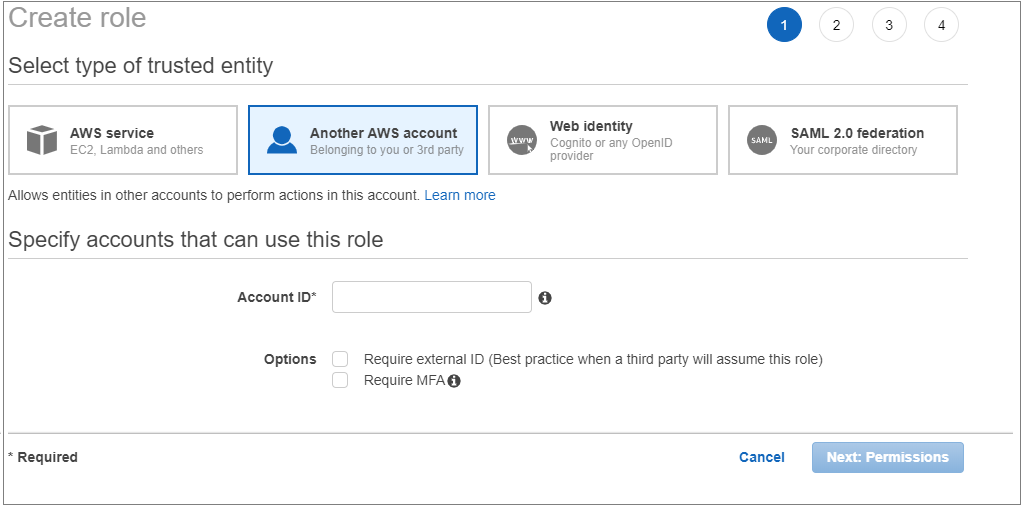 Create role
1 2 3 4
Select type of trusted entity
AWS service
EC2, Lambda and others
Another AWS account
Belonging to you or 3rd party
www
Web identity
Cognito or any OpenID
provider
SAML
SAML 2.0 federation
Your corporate directory
Allows entities in other accounts to perform actions in this account. Learn more
Specify accounts that can use this role
Account ID*
Options
Require external ID (Best practice when a third party will assume this role)
Require MFA
* Required
Cancel
Next: Permissions